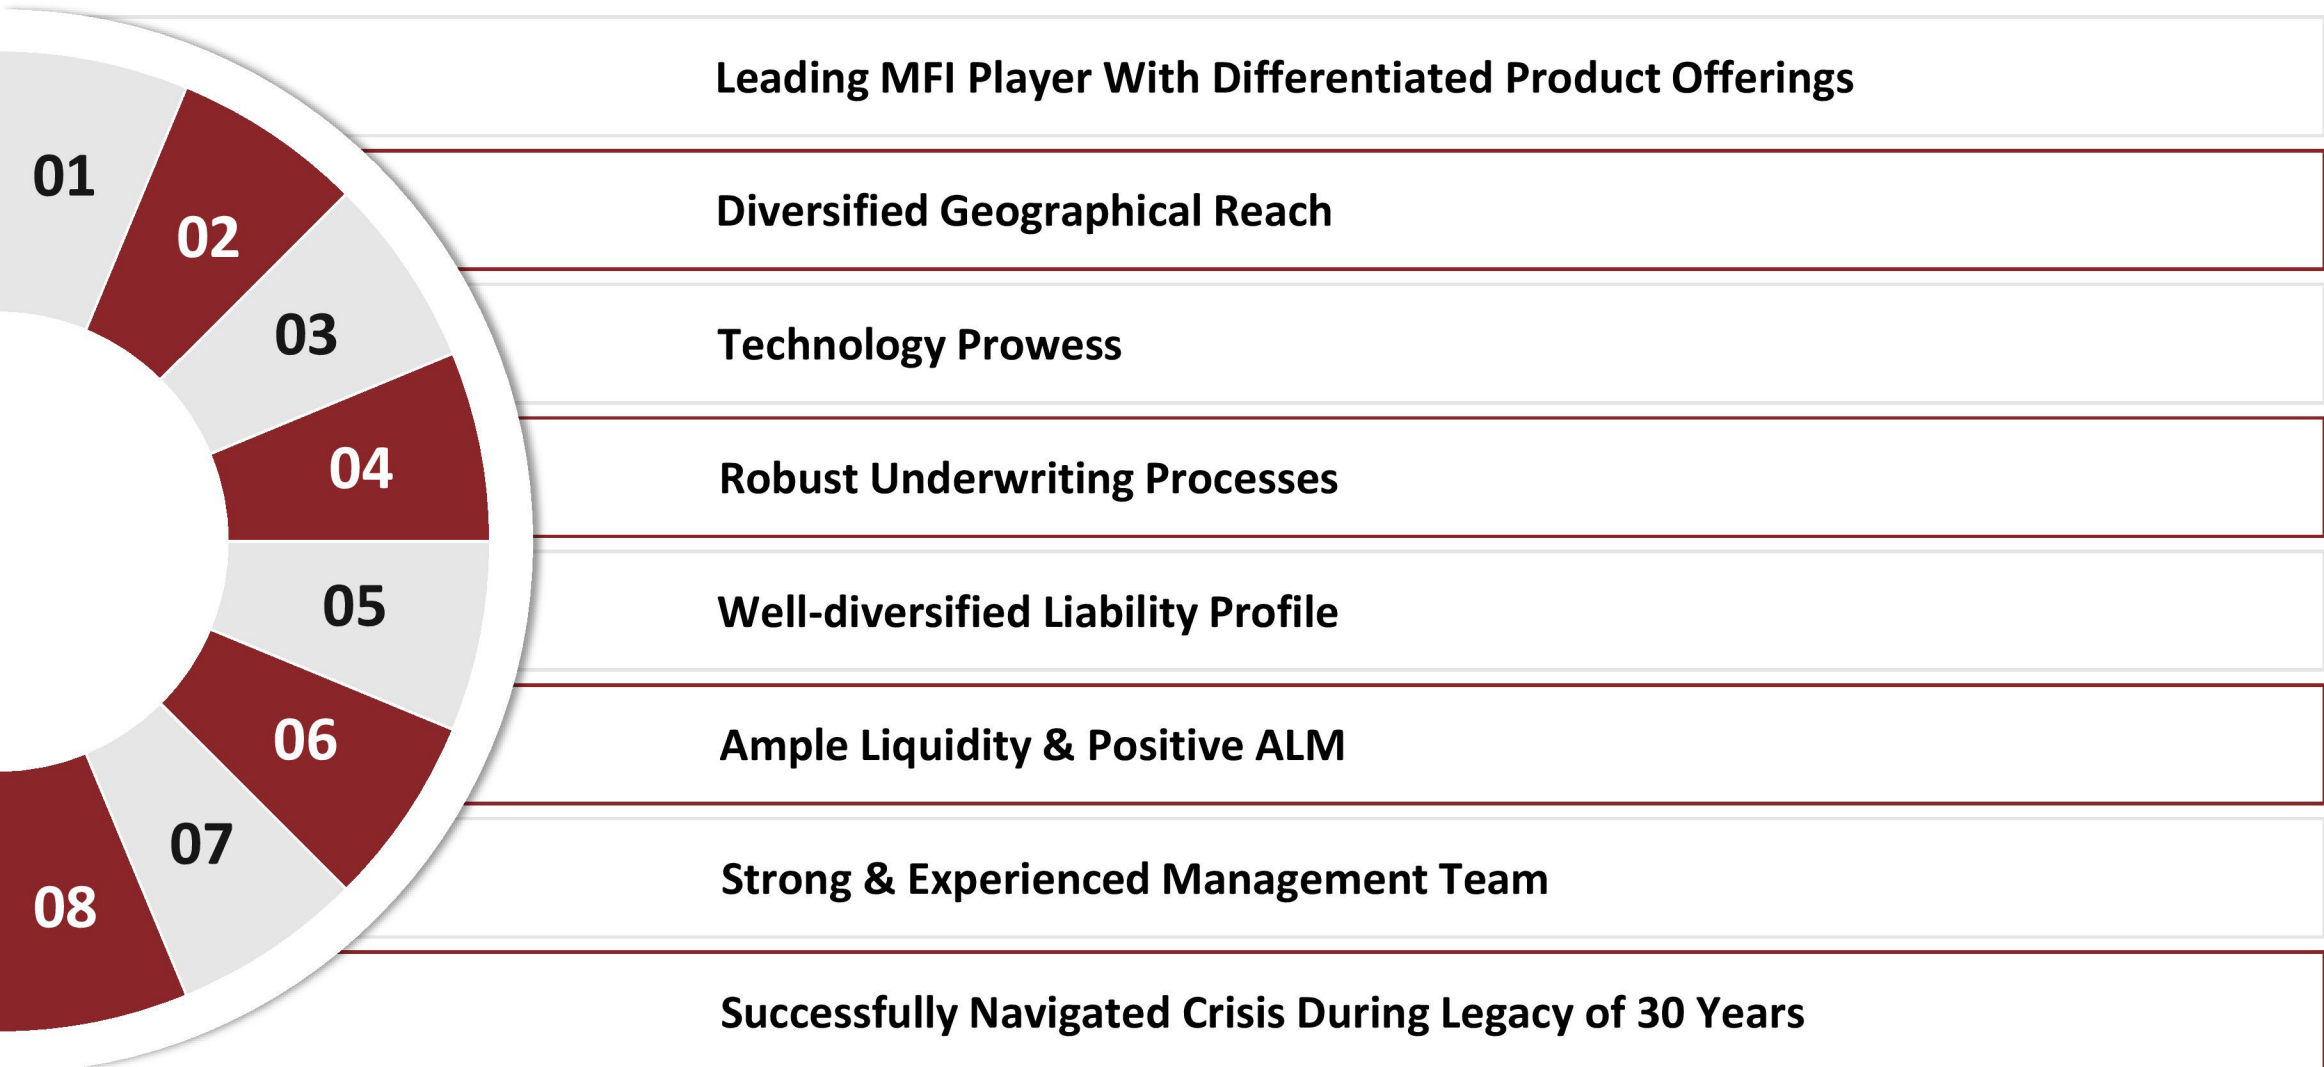 01
Leading MFI Player With Differentiated Product Offerings
02
Diversified Geographical Reach
03
Technology Prowess
04
Robust Underwriting Processes
05
Well-diversified Liability Profile
06
Ample Liquidity & Positive ALM
07
Strong & Experienced Management Team
08
Successfully Navigated Crisis During Legacy of 30 Years